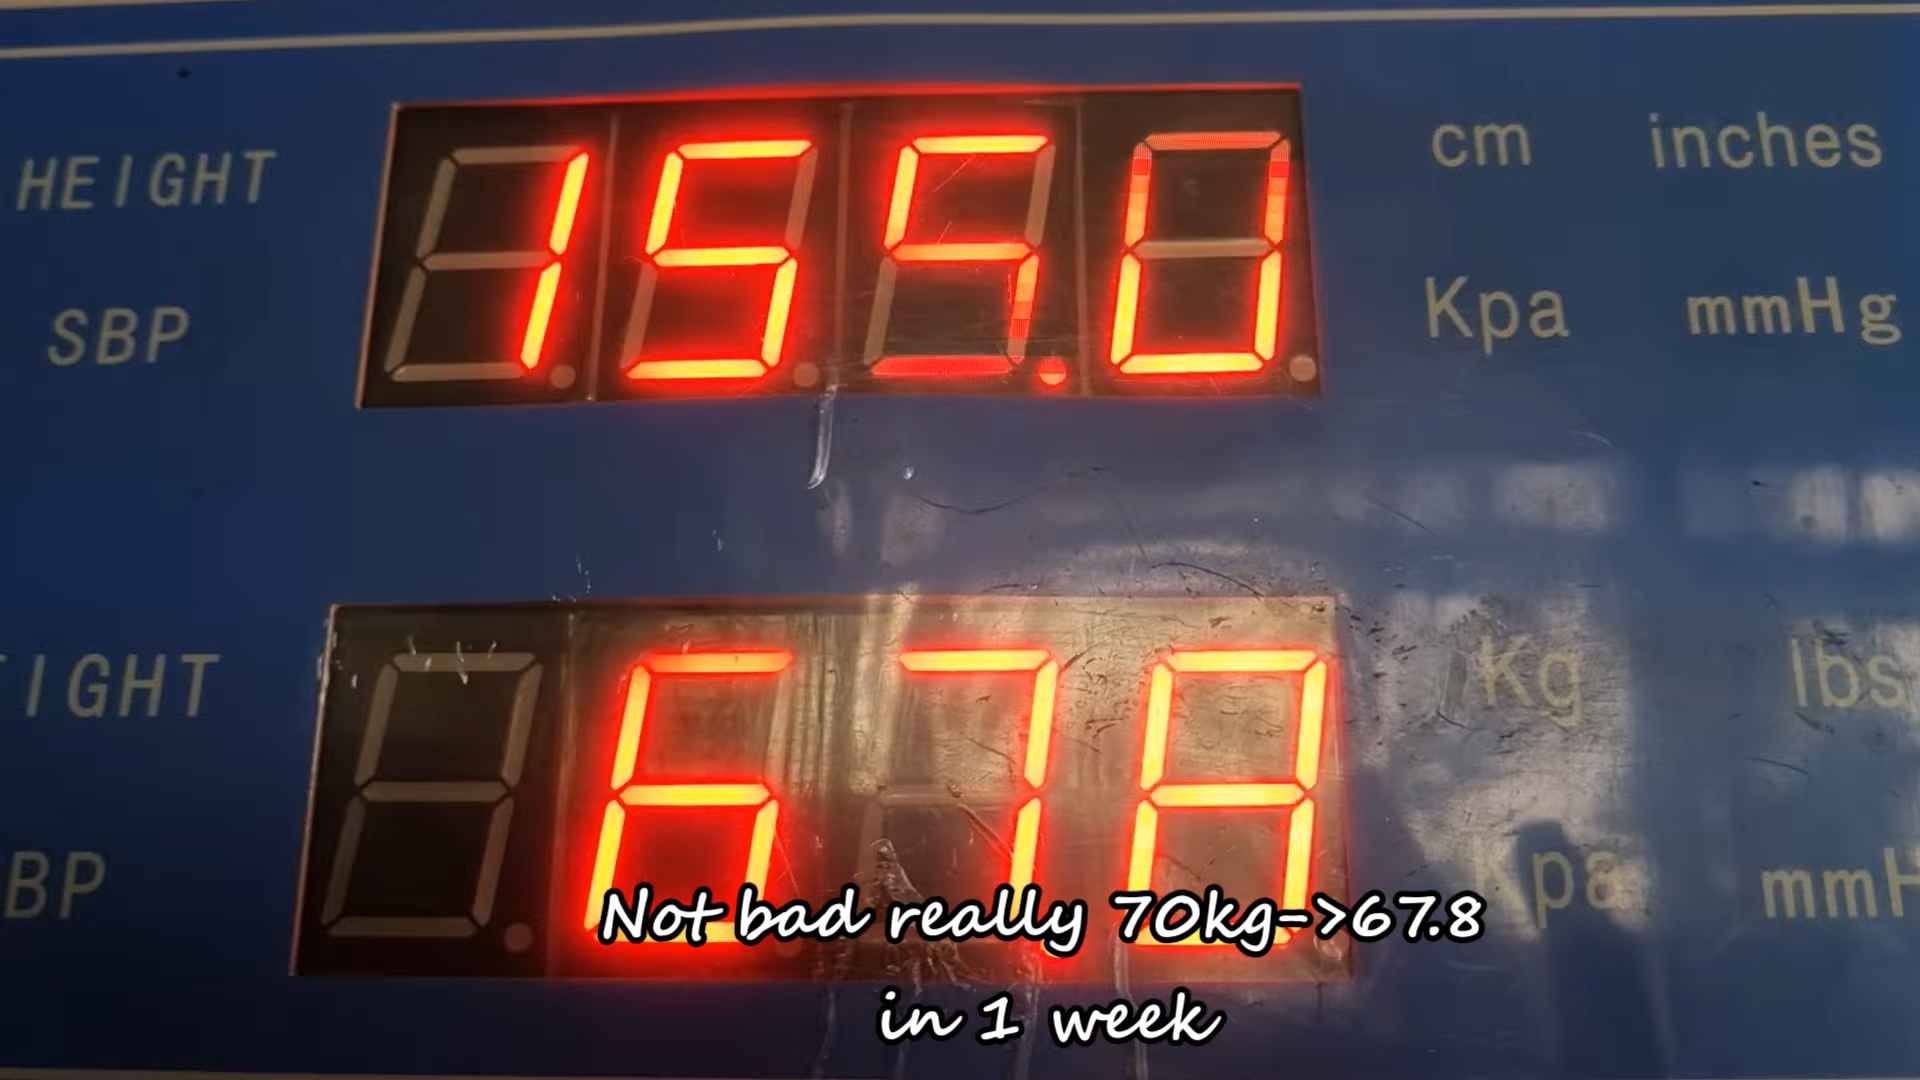 HEIGHT 155.0 cm inches
SBP Kpa mmHg
IGHT 67.8 Kg lbs
BP Kpa mmH
Not bad really 70kg->67.8
in 1 week